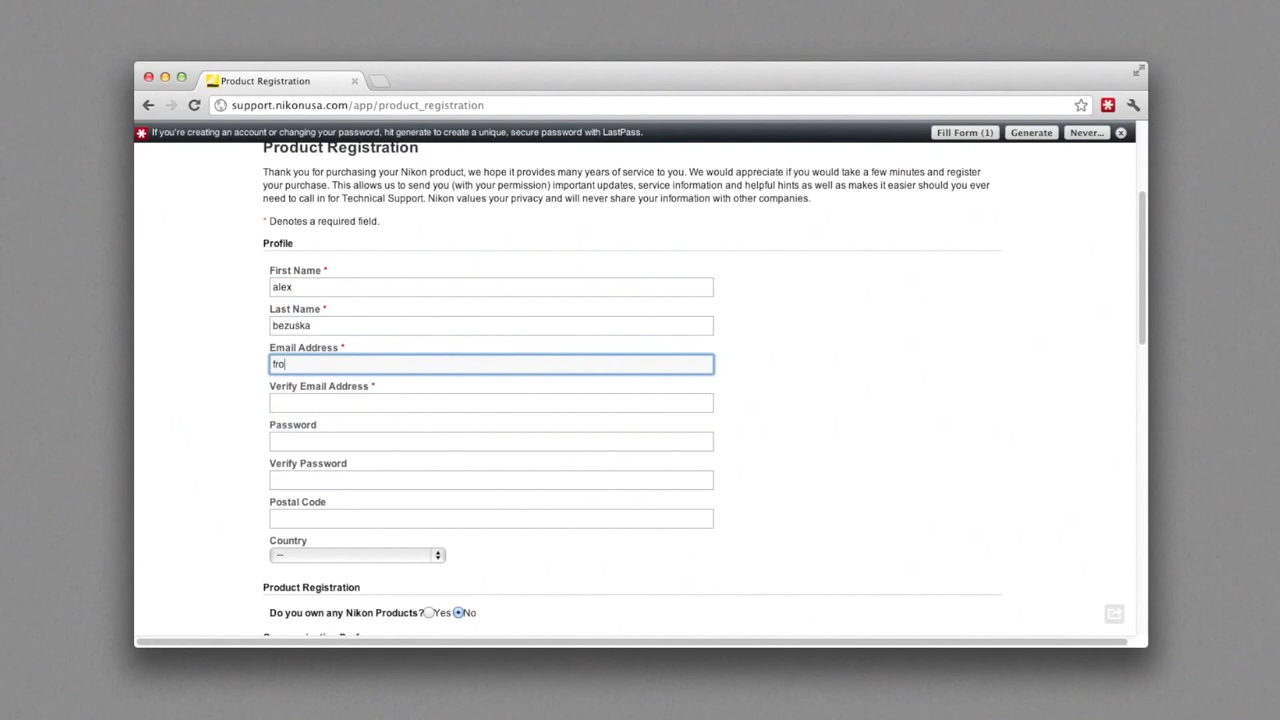 Product Registration
support.nikonusa.com/app/product_registration
If you're creating an account or changing your password, hit generate to create a unique, secure password with LastPass.
Fill Form (1) Generate Never...
Product Registration
Thank you for purchasing your Nikon product, we hope it provides many years of service to you. We would appreciate if you would take a few minutes and register
your purchase. This allows us to send you (with your permission) important updates, service information and helpful hints as well as makes it easier should you ever
need to call in for Technical Support. Nikon values your privacy and will never share your information with other companies.
* Denotes a required field.
Profile
First Name *
alex
Last Name *
bezuska
Email Address *
fro
Verify Email Address *
Password
Verify Password
Postal Code
Country
--
Product Registration
Do you own any Nikon Products? Yes No